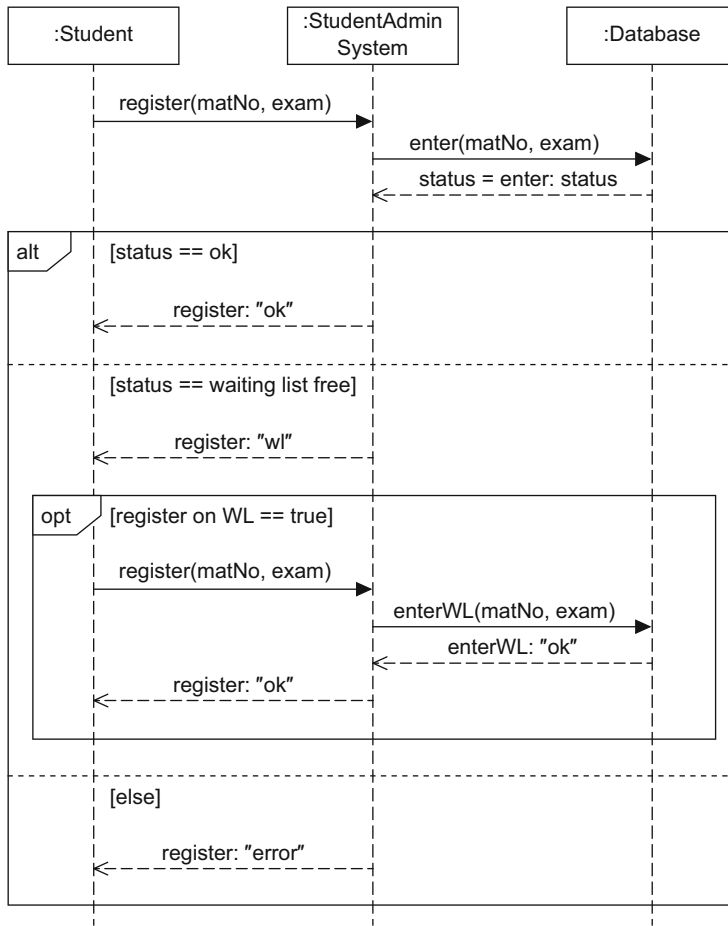 :Student
:StudentAdmin
System
:Database
register(matNo, exam)
enter(matNo, exam)
status = enter: status
alt
[status == ok]
register: "ok"
[status == waiting list free]
register: "wl"
opt
[register on WL == true]
register(matNo, exam)
enterWL(matNo, exam)
enterWL: "ok"
register: "ok"
[else]
register: "error"